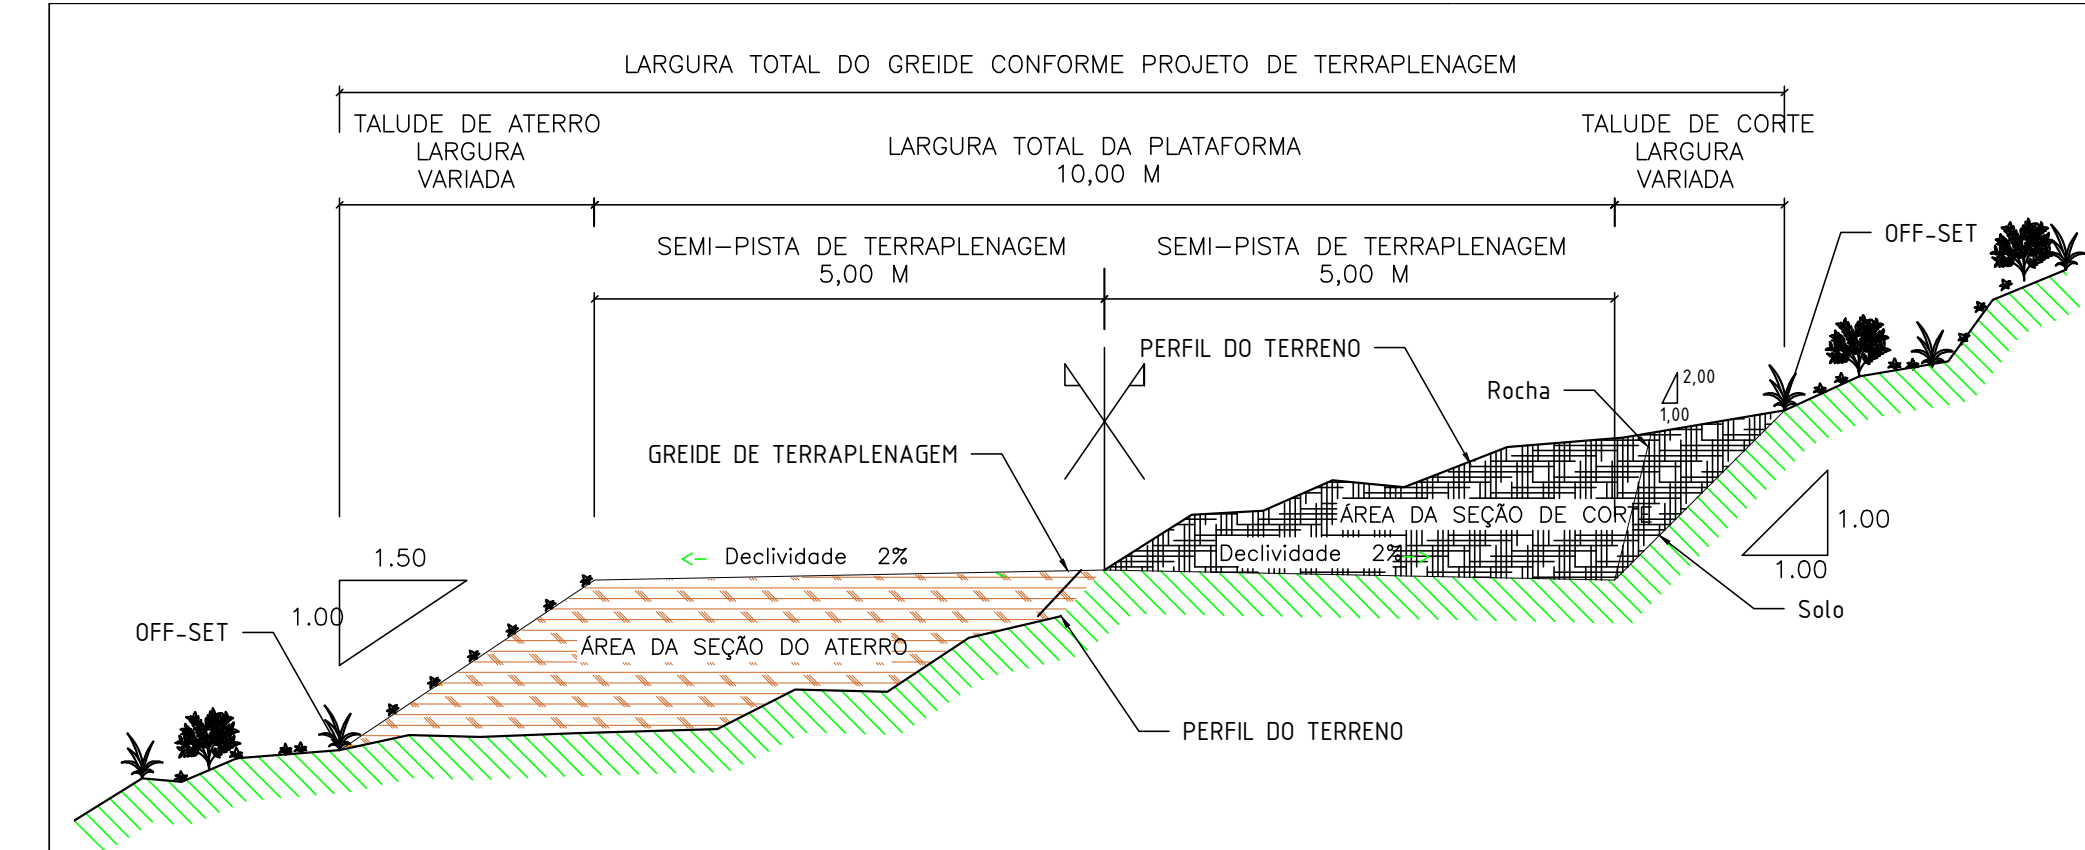 LARGURA TOTAL DO GREIDE CONFORME PROJETO DE TERRAPLENAGEM
TALUDE DE ATERRO
LARGURA
VARIADA
LARGURA TOTAL DA PLATAFORMA
10,00 M
TALUDE DE CORTE
LARGURA
VARIADA
SEMI-PISTA DE TERRAPLENAGEM
5,00 M
SEMI-PISTA DE TERRAPLENAGEM
5,00 M
OFF-SET
PERFIL DO TERRENO
Rocha
2,00
1,00
GREIDE DE TERRAPLENAGEM
ÁREA DA SEÇÃO DE CORTE
1.00
1.00
Declividade 2%
Declividade 2%
1.50
1.00
OFF-SET
ÁREA DA SEÇÃO DO ATERRO
Solo
PERFIL DO TERRENO